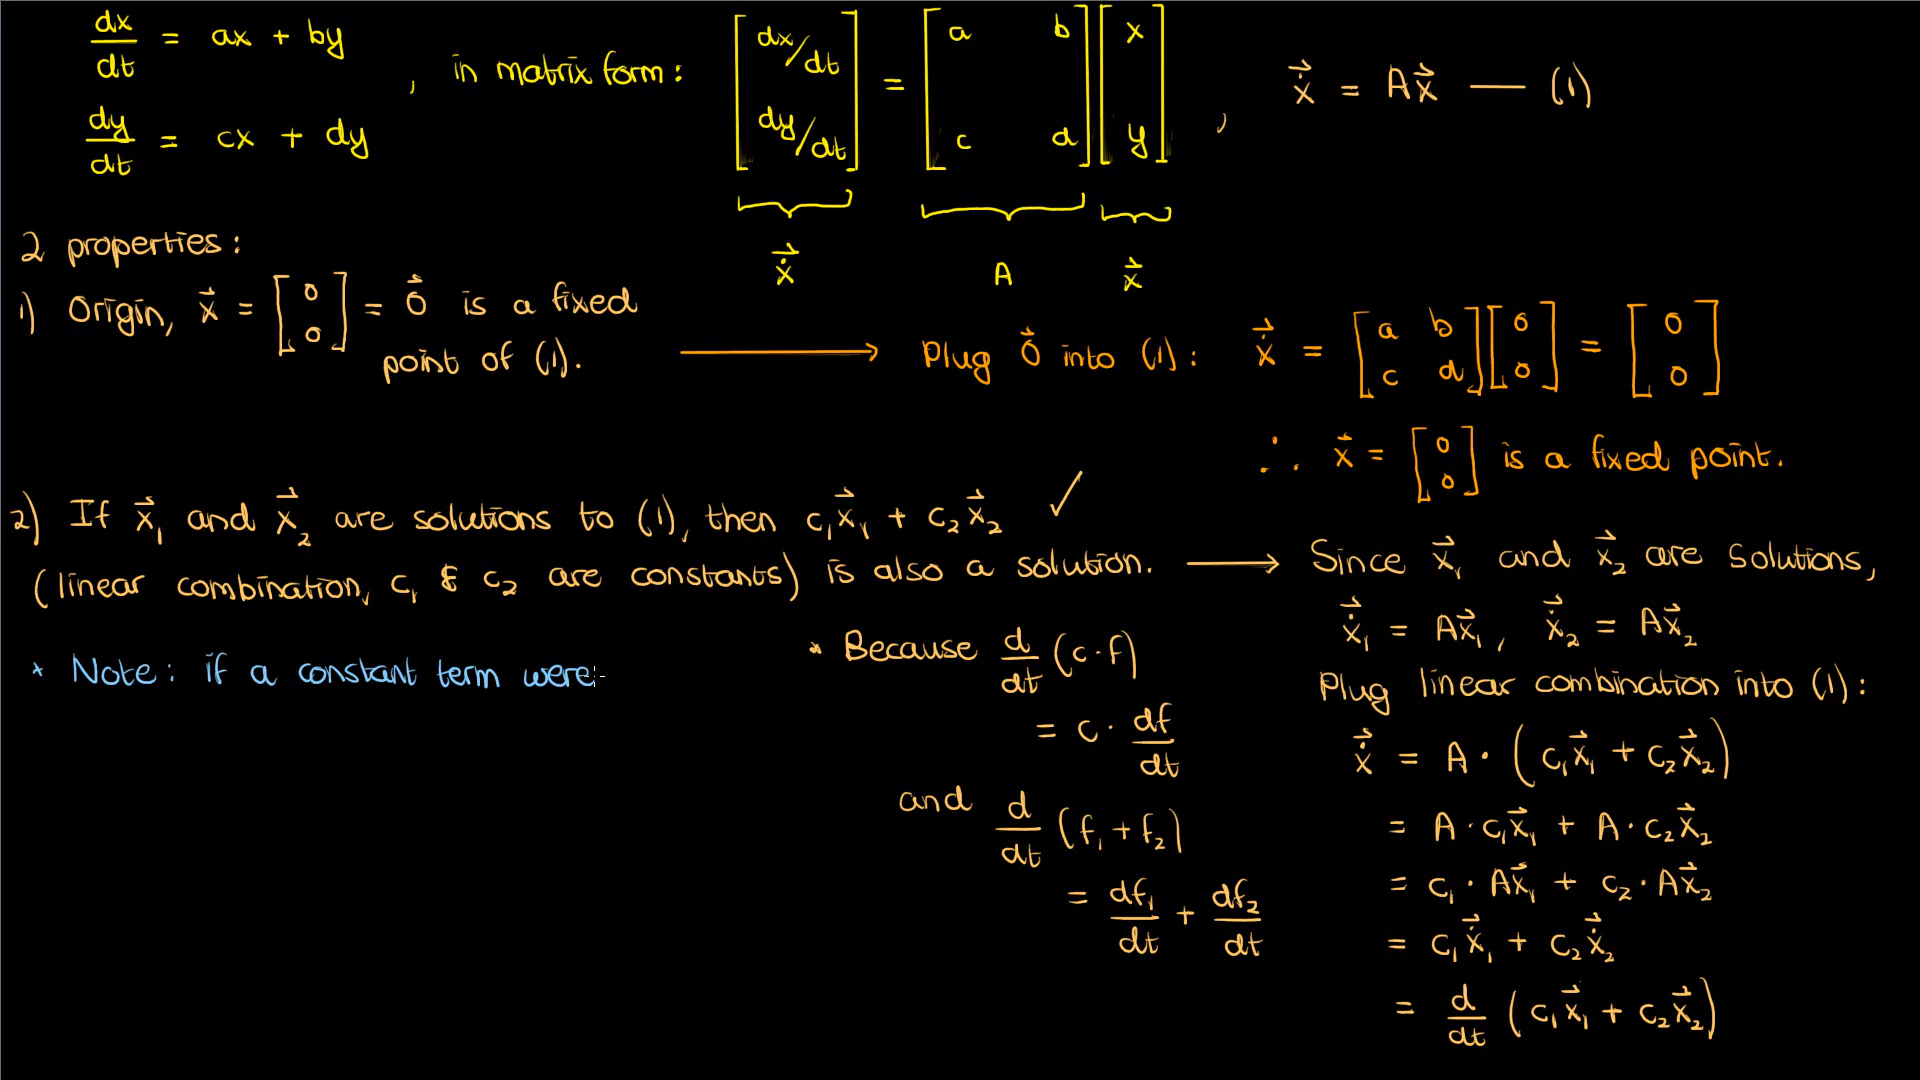 dx/dt = ax + by
dy/dt = cx + dy
, in matrix form:
[dx/dt dy/dt] = [a b c d] [x y] , ẋ⃗ = Ax⃗ — (1)
ẋ⃗ A x⃗
2 properties:
1) Origin, x⃗ = [0 0] = 0⃗ is a fixed
point of (1).
→ Plug 0⃗ into (1): ẋ⃗ = [a b c d] [0 0] = [0 0]
∴ x⃗ = [0 0] is a fixed point.
2) If x⃗₁ and x⃗₂ are solutions to (1), then c₁x⃗₁ + c₂x⃗₂ ✓
(linear combination, c₁ & c₂ are constants) is also a solution.
→ Since x⃗₁ and x⃗₂ are solutions,
ẋ⃗₁ = Ax⃗₁, ẋ⃗₂ = Ax⃗₂
Plug linear combination into (1):
ẋ⃗ = A · (c₁x⃗₁ + c₂x⃗₂)
= A · c₁x⃗₁ + A · c₂x⃗₂
= c₁ · Ax⃗₁ + c₂ · Ax⃗₂
= c₁ẋ⃗₁ + c₂ẋ⃗₂
= d/dt (c₁x⃗₁ + c₂x⃗₂)
* Because d/dt (c·f)
= c · df/dt
and d/dt (f₁ + f₂)
= df₁/dt + df₂/dt
* Note: if a constant term were